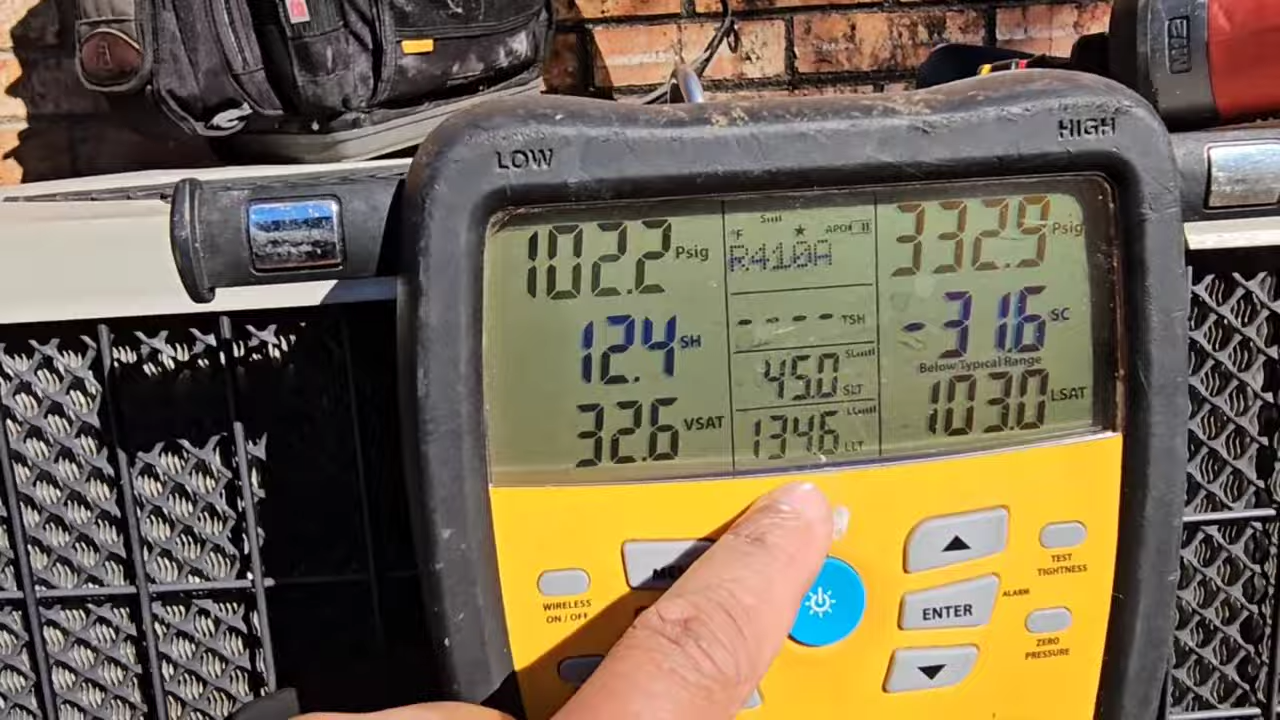 LOW
HIGH
102.2 Psig
12.4 SH
32.6 VSAT
°F
APO
R410A
- - - - TSH
45.0 SLT
134.6 LLT
332.9 Psig
-31.6 SC
Below Typical Range
103.0 LSAT
WIRELESS
ON / OFF
ENTER
ALARM
TEST
TIGHTNESS
ZERO
PRESSURE